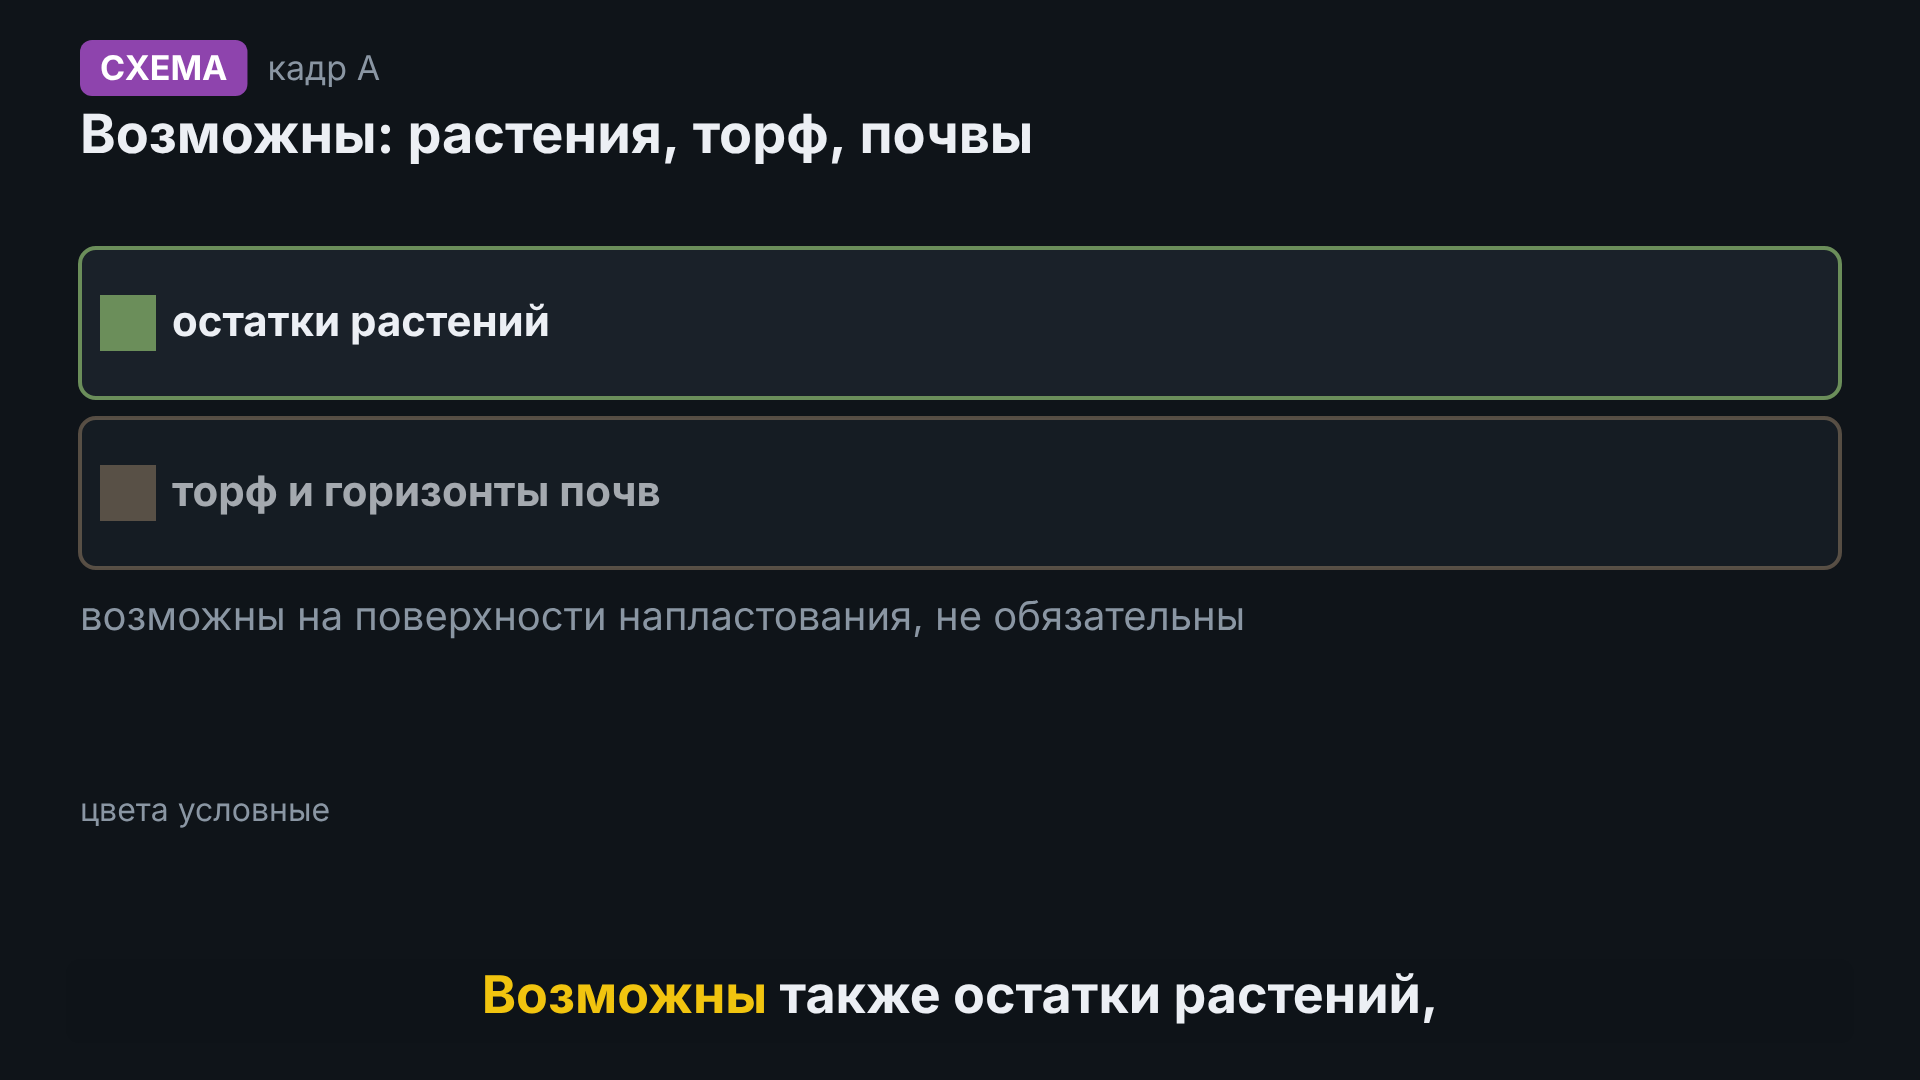 СХЕМА кадр А
Возможны: растения, торф, почвы
остатки растений
торф и горизонты почв
возможны на поверхности напластования, не обязательны
цвета условные
Возможны также остатки растений,